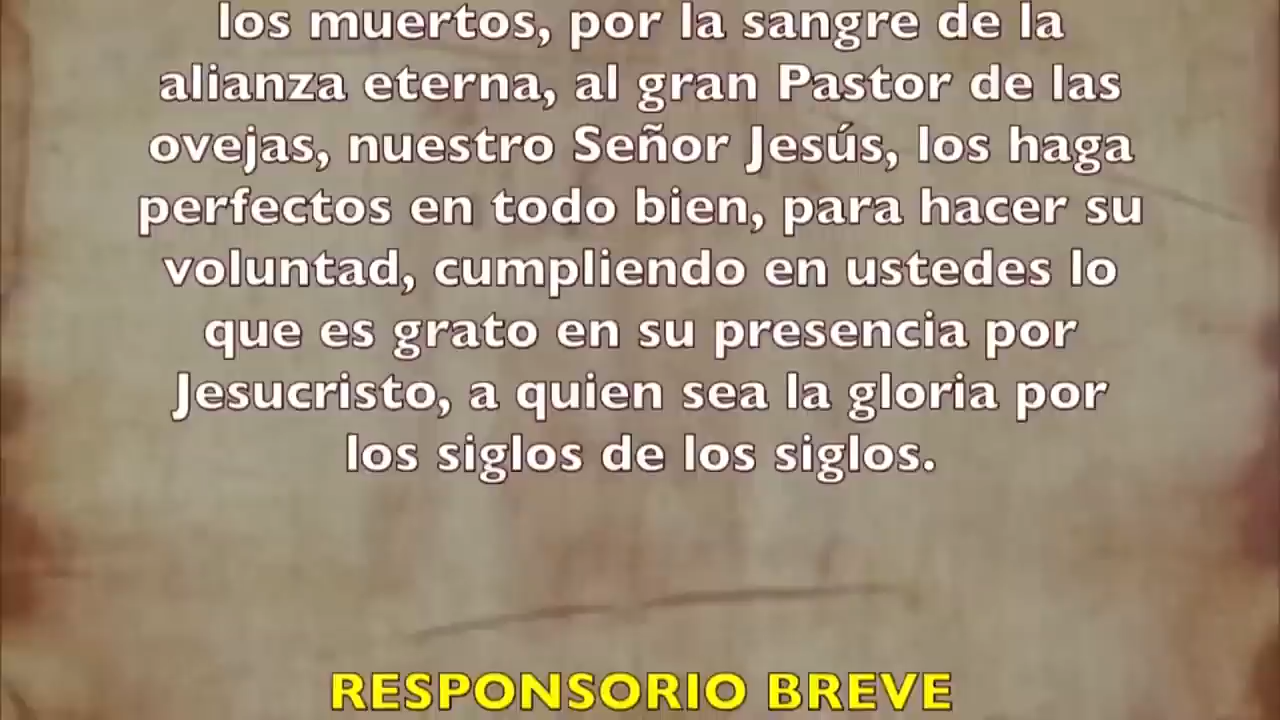 los muertos, por la sangre de la
alianza eterna, al gran Pastor de las
ovejas, nuestro Señor Jesús, los haga
perfectos en todo bien, para hacer su
voluntad, cumpliendo en ustedes lo
que es grato en su presencia por
Jesucristo, a quien sea la gloria por
los siglos de los siglos.
RESPONSORIO BREVE